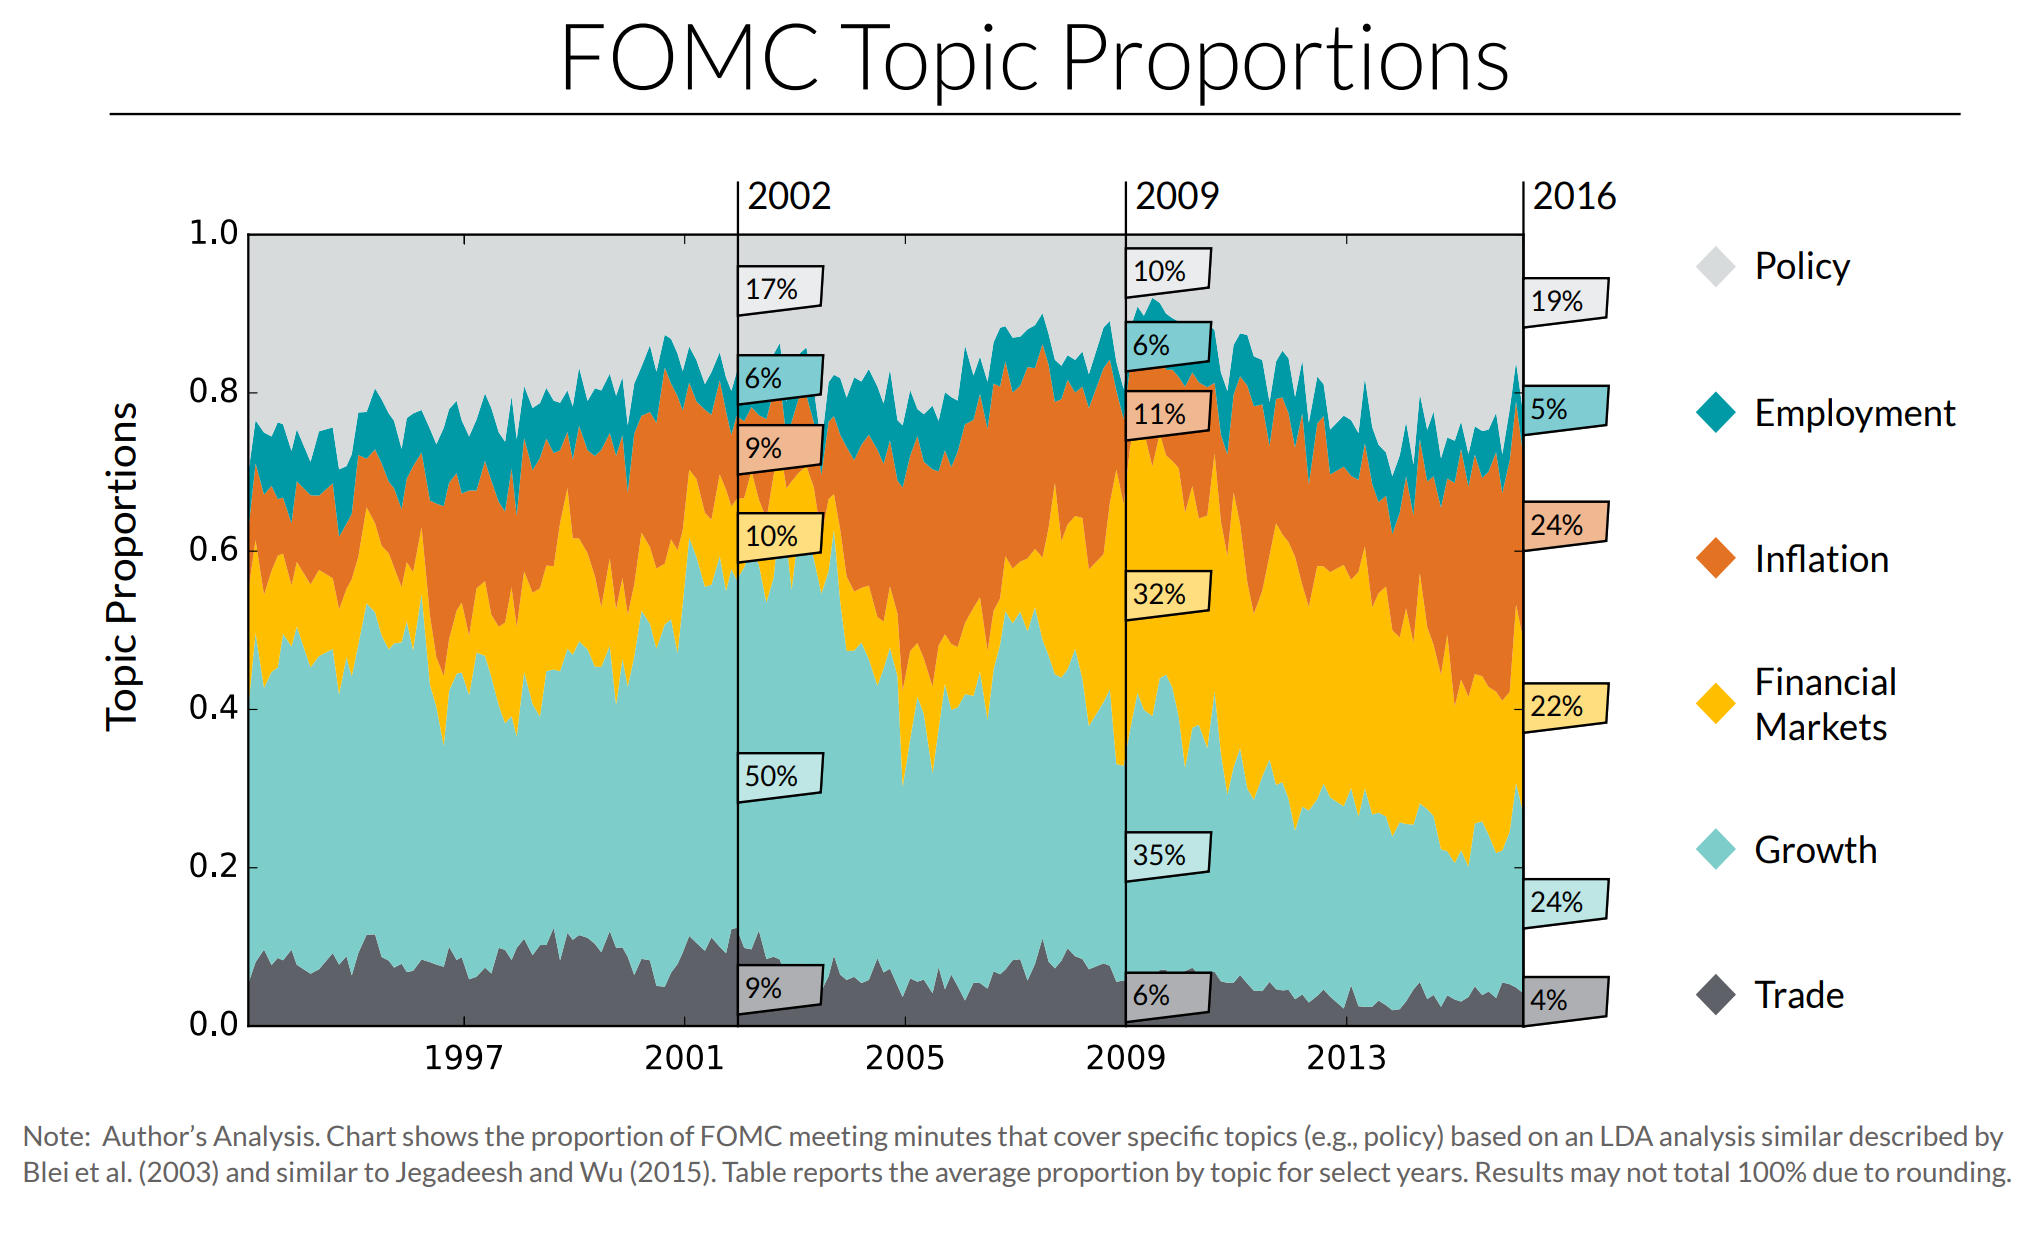 FOMC Topic Proportions
2002
2009
2016
1.0
0.8
0.6
0.4
0.2
0.0
Topic Proportions
17%
6%
9%
10%
50%
9%
10%
6%
11%
32%
35%
6%
19%
5%
24%
22%
24%
4%
Policy
Employment
Inflation
Financial
Markets
Growth
Trade
1997
2001
2005
2009
2013
Note:  Author’s Analysis. Chart shows the proportion of FOMC meeting minutes that cover specific topics (e.g., policy) based on an LDA analysis similar described by
Blei et al. (2003) and similar to Jegadeesh and Wu (2015). Table reports the average proportion by topic for select years. Results may not total 100% due to rounding.